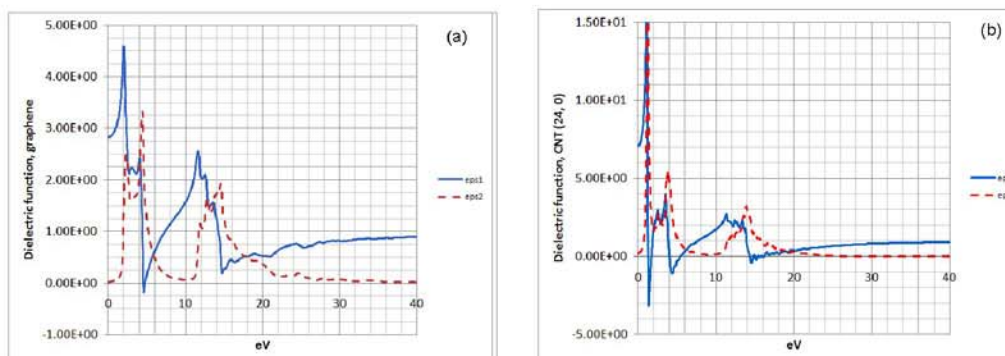 (a)
Dielectric function, graphene
5.00E+00
4.00E+00
3.00E+00
2.00E+00
1.00E+00
0.00E+00
-1.00E+00
0 10 20 30 40
eV
eps1
eps2
(b)
Dielectric function, CNT (24, 0)
1.50E+01
1.00E+01
5.00E+00
0.00E+00
-5.00E+00
0 10 20 30 40
eV